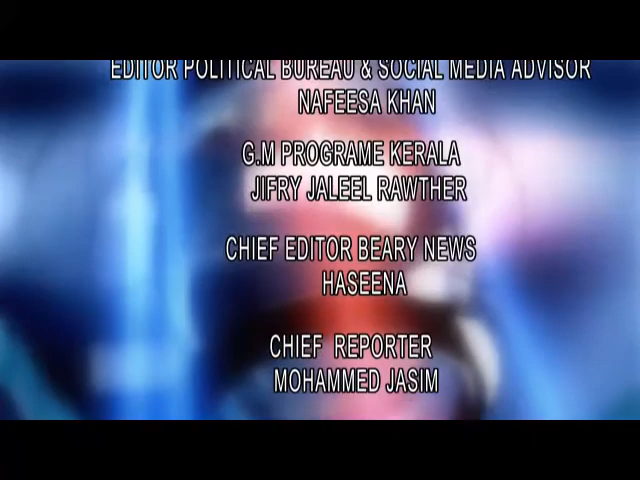 EDITOR POLITICAL BUREAU & SOCIAL MEDIA ADVISOR
NAFEESA KHAN
G.M PROGRAME KERALA
JIFRY JALEEL RAWTHER
CHIEF EDITOR BEARY NEWS
HASEENA
CHIEF REPORTER
MOHAMMED JASIM